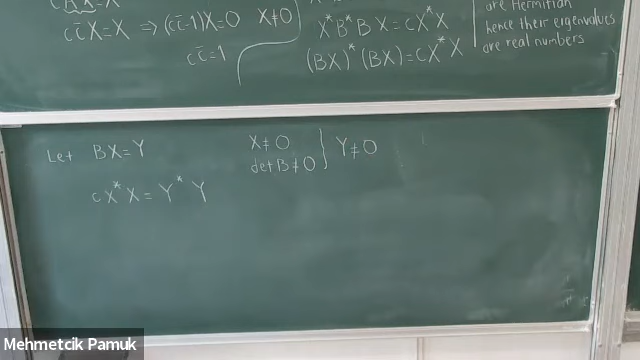 cc̄X=X => (cc̄-1)X=0 X≠0
cc̄=1
X*B*BX=cX*X
(BX)*(BX)=cX*X
are Hermitian
hence their eigenvalues
are real numbers
Let BX=Y
X≠0
detB≠0 } Y≠0
cX*X=Y*Y
Mehmetcik Pamuk